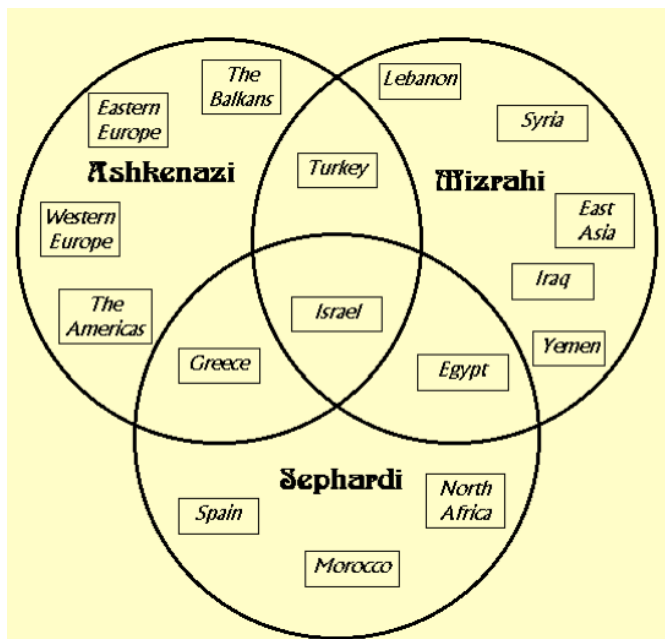 The
Balkans
Lebanon
Eastern
Europe
Syria
Ashkenazi
Turkey
Mizrahi
Western
Europe
East
Asia
Iraq
The
Americas
Israel
Yemen
Greece
Egypt
Sephardi
North
Africa
Spain
Morocco